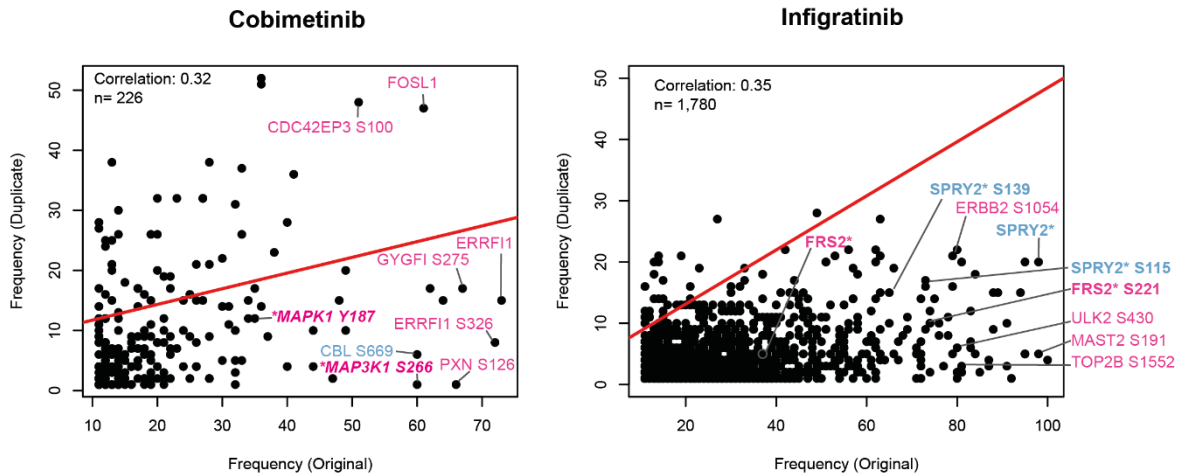 Cobimetinib
Correlation: 0.32
n= 226
FOSL1
CDC42EP3 S100
ERRFI1
GYGFI S275
*MAPK1 Y187
ERRFI1 S326
CBL S669
*MAP3K1 S266
PXN S126
Frequency (Duplicate)
0
10
20
30
40
50
10
20
30
40
50
60
70
Frequency (Original)
Infigratinib
Correlation: 0.35
n= 1,780
SPRY2* S139
ERBB2 S1054
SPRY2*
FRS2*
SPRY2* S115
FRS2* S221
ULK2 S430
MAST2 S191
TOP2B S1552
Frequency (Duplicate)
0
10
20
30
40
50
20
40
60
80
100
Frequency (Original)